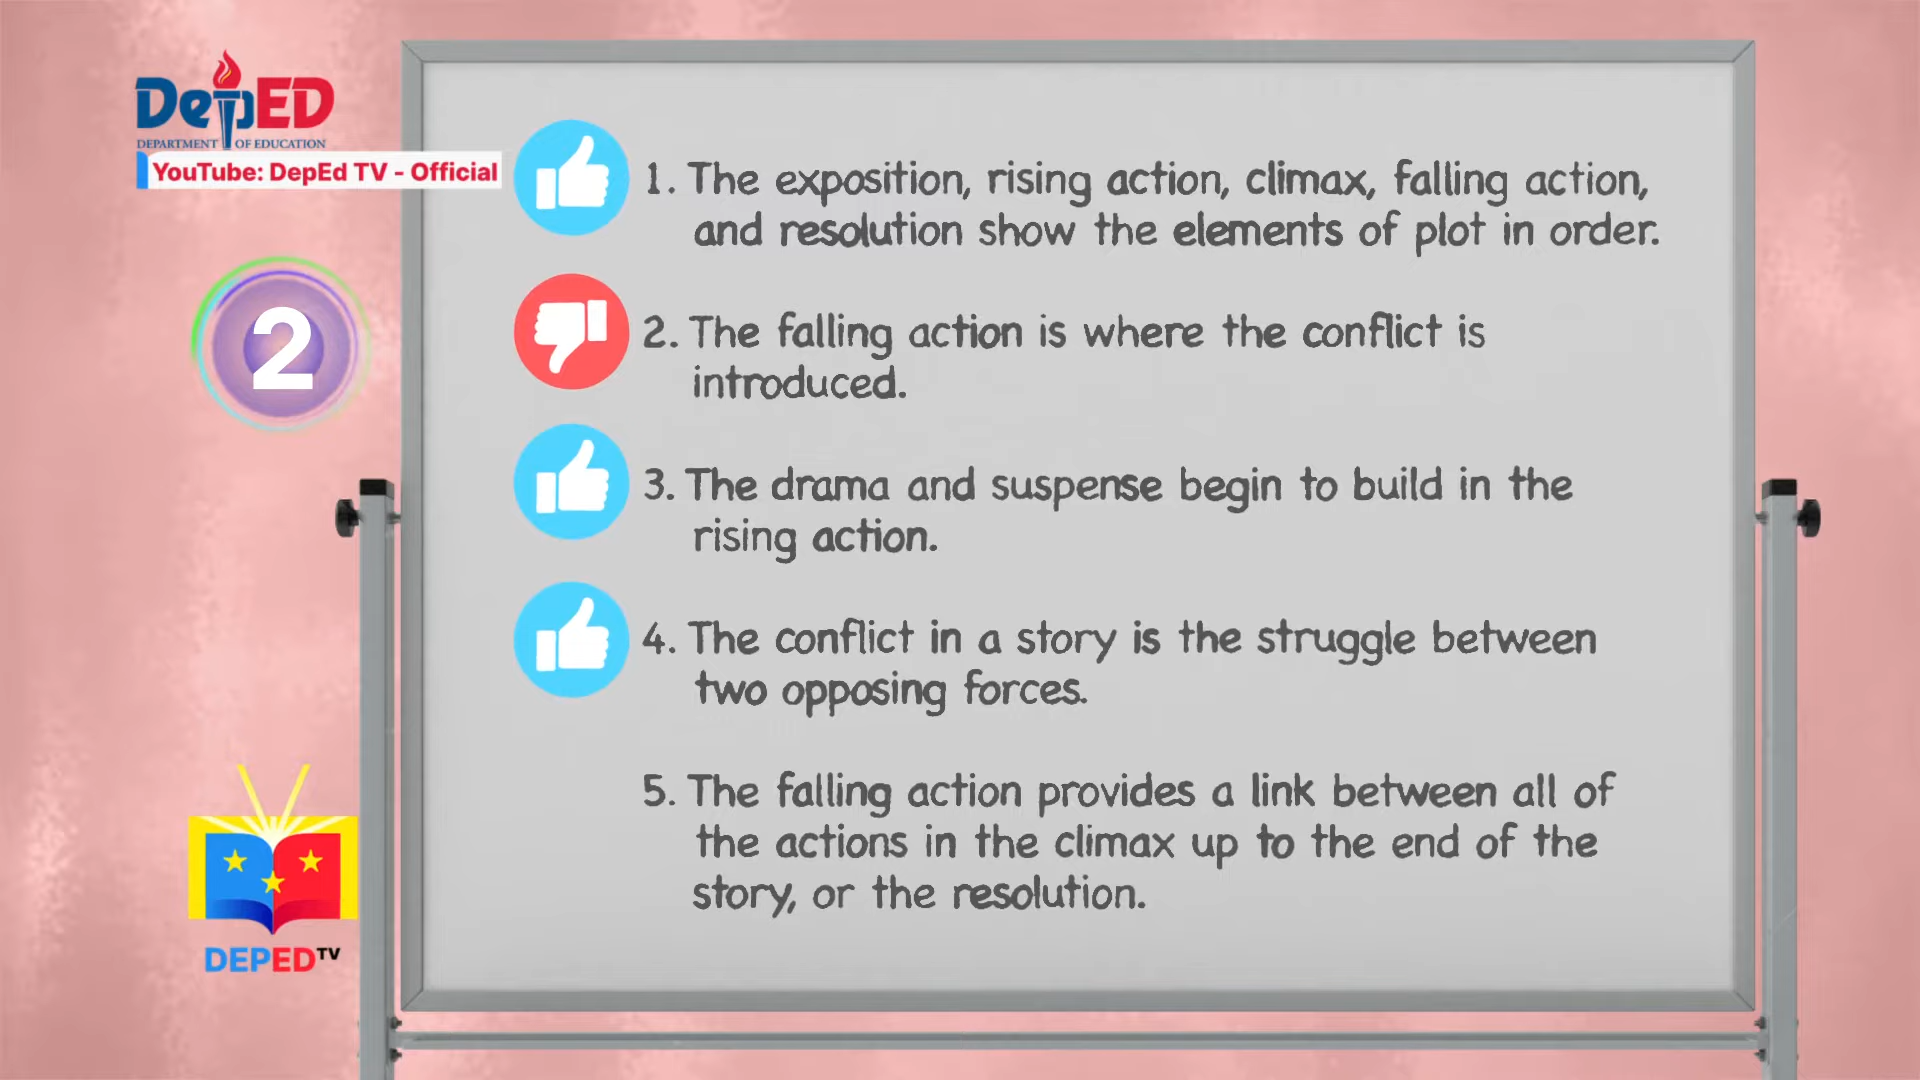 DepED
DEPARTMENT OF EDUCATION
YouTube: DepEd TV - Official
2
1. The exposition, rising action, climax, falling action,
and resolution show the elements of plot in order.
2. The falling action is where the conflict is
introduced.
3. The drama and suspense begin to build in the
rising action.
4. The conflict in a story is the struggle between
two opposing forces.
5. The falling action provides a link between all of
the actions in the climax up to the end of the
story, or the resolution.
DEPED TV